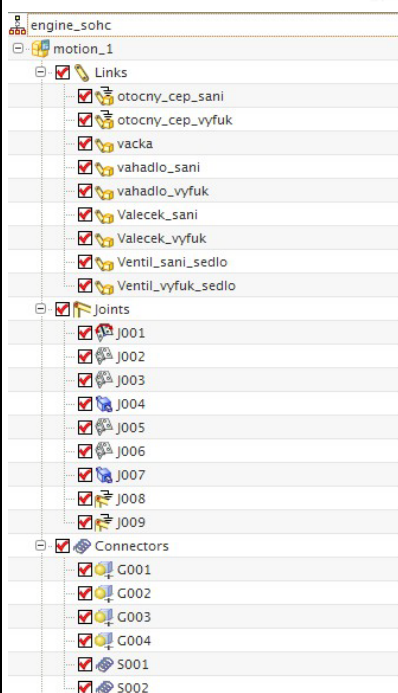 engine_sohc
motion_1
Links
otocny_cep_sani
otocny_cep_vyfuk
vacka
vahadlo_sani
vahadlo_vyfuk
Valecek_sani
Valecek_vyfuk
Ventil_sani_sedlo
Ventil_vyfuk_sedlo
Joints
J001
J002
J003
J004
J005
J006
J007
J008
J009
Connectors
G001
G002
G003
G004
S001
S002